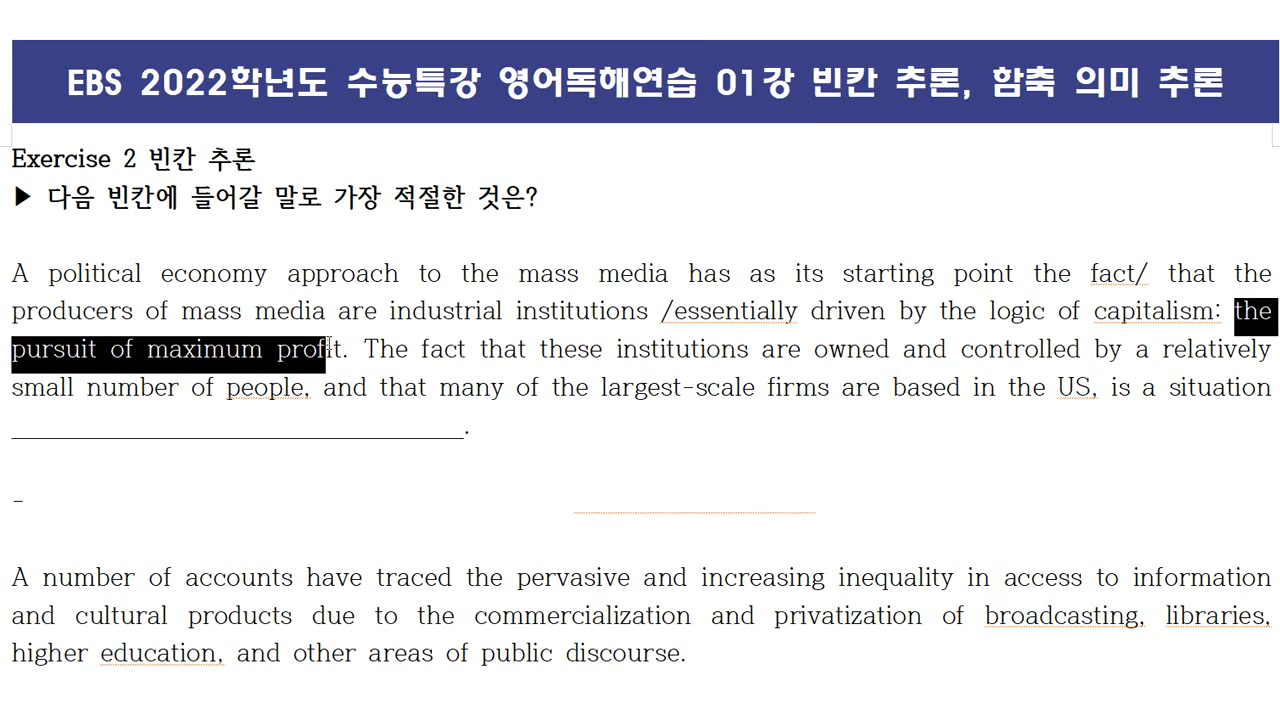 EBS 2022학년도 수능특강 영어독해연습 01강 빈칸 추론, 함축 의미 추론
Exercise 2 빈칸 추론
▶ 다음 빈칸에 들어갈 말로 가장 적절한 것은?
A political economy approach to the mass media has as its starting point the fact/ that the
producers of mass media are industrial institutions /essentially driven by the logic of capitalism: the
pursuit of maximum profit. The fact that these institutions are owned and controlled by a relatively
small number of people, and that many of the largest-scale firms are based in the US, is a situation
______________________________.
-
A number of accounts have traced the pervasive and increasing inequality in access to information
and cultural products due to the commercialization and privatization of broadcasting, libraries,
higher education, and other areas of public discourse.